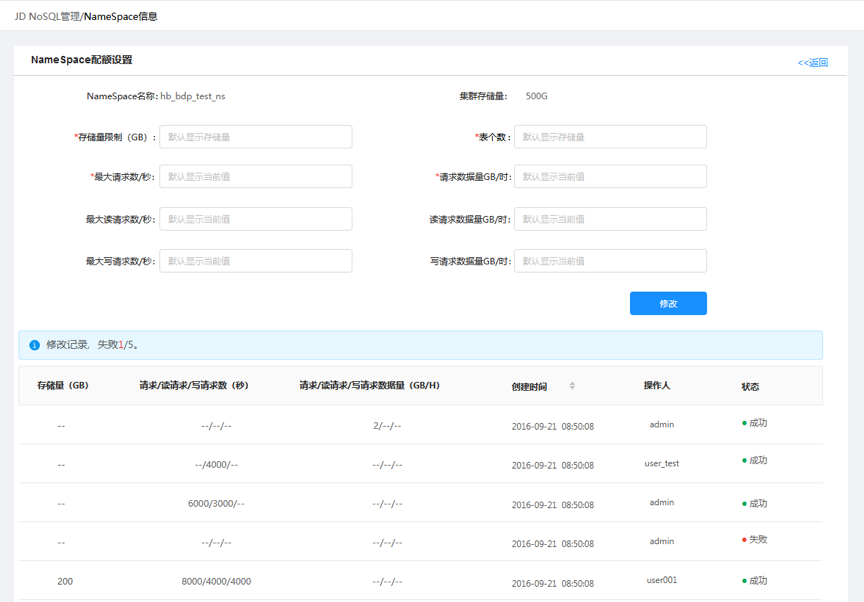 JD NoSQL管理/NameSpace信息
NameSpace配额设置
<<返回
NameSpace名称: hb_bdp_test_ns 集群存储量: 500G
*存储量限制（GB）: 默认显示存储量 *表个数: 默认显示存储量
*最大请求数/秒: 默认显示当前值 *请求数据量GB/时: 默认显示当前值
最大读请求数/秒: 默认显示当前值 读请求数据量GB/时: 默认显示当前值
最大写请求数/秒: 默认显示当前值 写请求数据量GB/时: 默认显示当前值
修改
修改记录，失败1/5。
存储量（GB） 请求/读请求/写请求数（秒） 请求/读请求/写请求数据量（GB/H） 创建时间 操作人 状态
-- --/--/-- 2/--/-- 2016-09-21 08:50:08 admin 成功
-- --/4000/-- --/--/-- 2016-09-21 08:50:08 user_test 成功
-- 6000/3000/-- --/--/-- 2016-09-21 08:50:08 admin 成功
-- --/--/-- --/--/-- 2016-09-21 08:50:08 admin 失败
200 8000/4000/4000 --/--/-- 2016-09-21 08:50:08 user001 成功